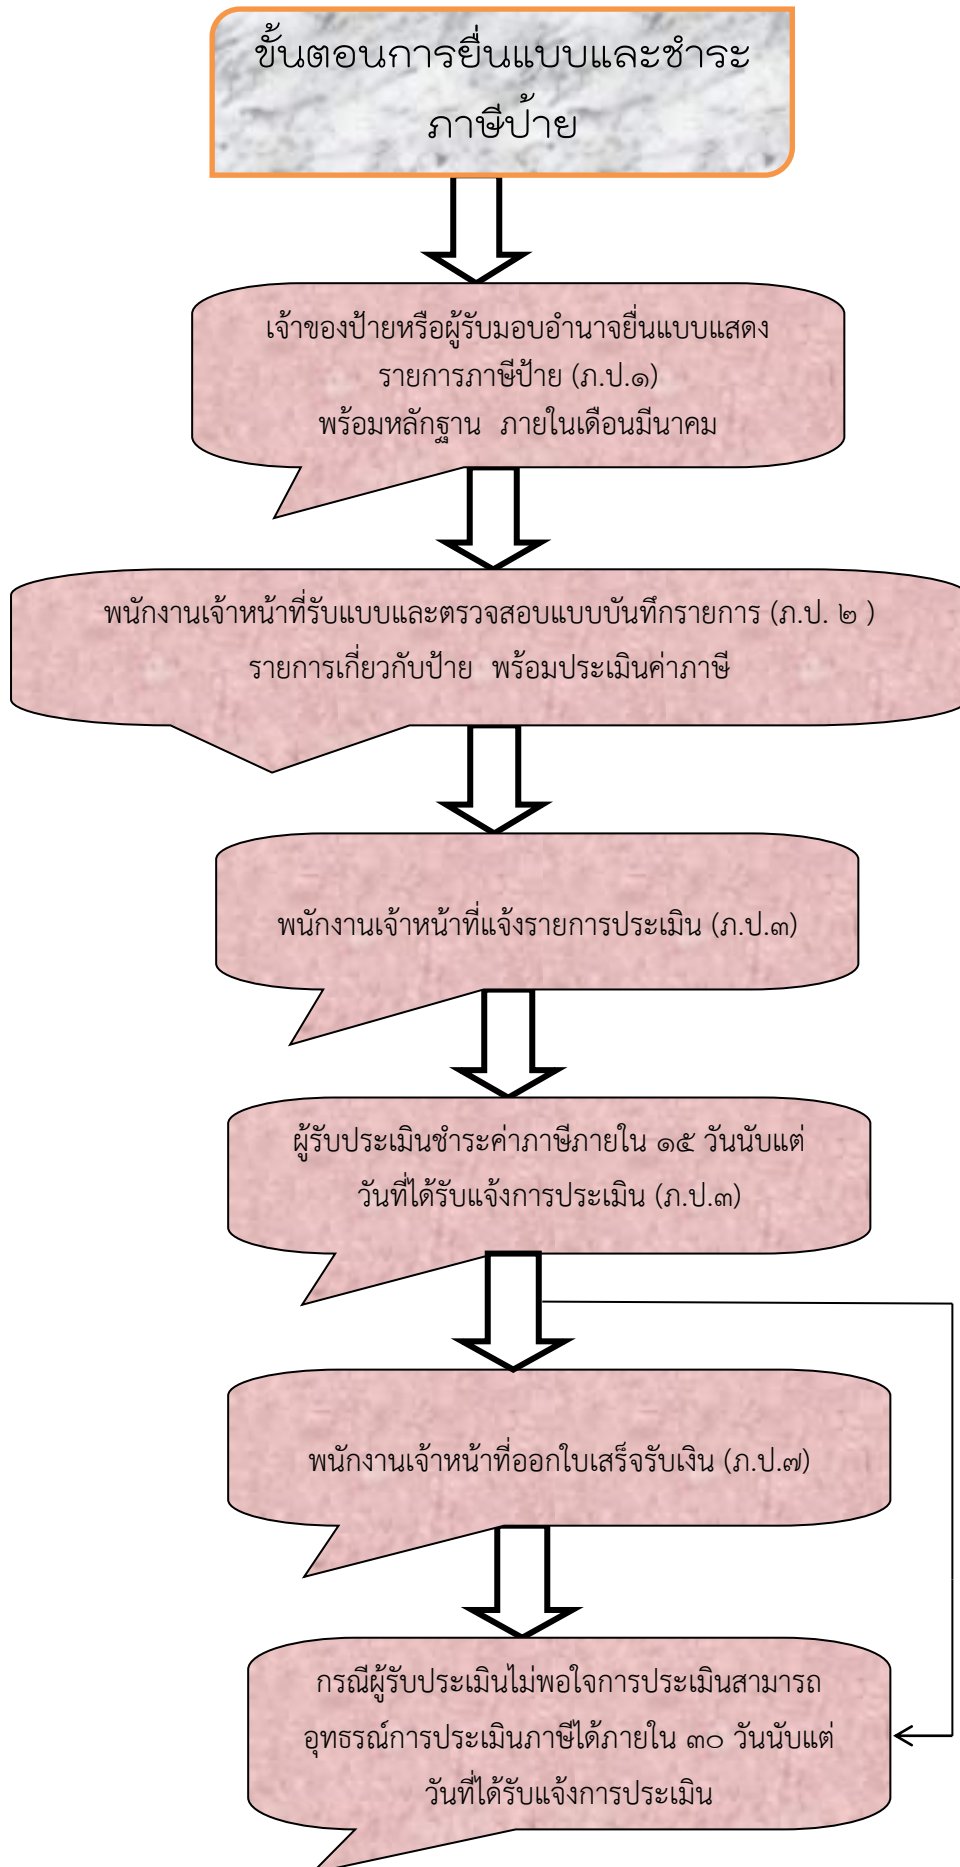 ขั้นตอนการยื่นแบบและชำระ
ภาษีป้าย
เจ้าของป้ายหรือผู้รับมอบอำนาจยื่นแบบแสดง
รายการภาษีป้าย (ภ.ป.๑)
พร้อมหลักฐาน ภายในเดือนมีนาคม
พนักงานเจ้าหน้าที่รับแบบและตรวจสอบแบบบันทึกรายการ (ภ.ป. ๒ )
รายการเกี่ยวกับป้าย พร้อมประเมินค่าภาษี
พนักงานเจ้าหน้าที่แจ้งรายการประเมิน (ภ.ป.๓)
ผู้รับประเมินชำระค่าภาษีภายใน ๑๕ วันนับแต่
วันที่ได้รับแจ้งการประเมิน (ภ.ป.๓)
พนักงานเจ้าหน้าที่ออกใบเสร็จรับเงิน (ภ.ป.๗)
กรณีผู้รับประเมินไม่พอใจการประเมินสามารถ
อุทธรณ์การประเมินภาษีได้ภายใน ๓๐ วันนับแต่
วันที่ได้รับแจ้งการประเมิน